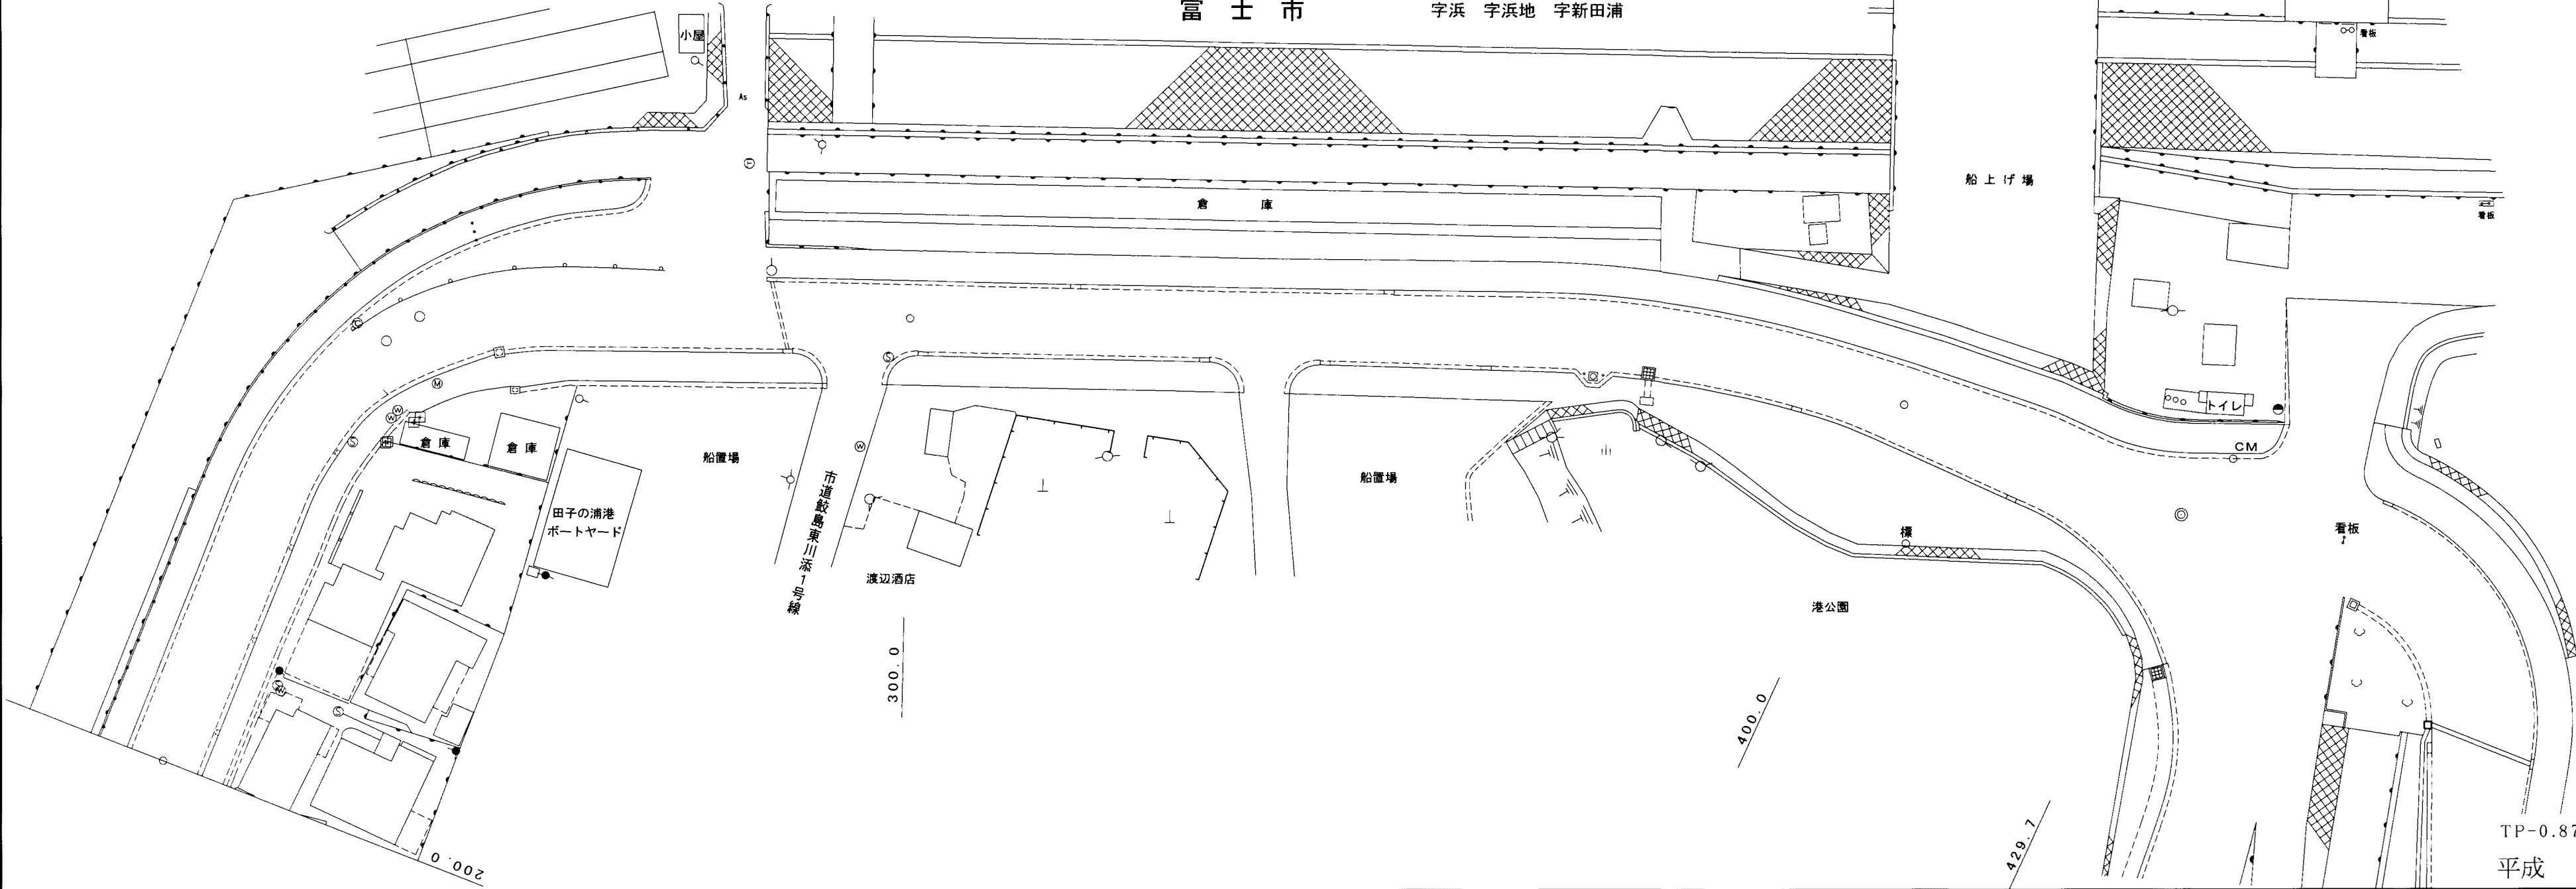 富士市
字浜 字浜地 字新田浦
小屋
看板
As
T
船上げ場
倉庫
看板
S
M
W
W
S
倉庫
倉庫
船置場
W
船置場
トイレ
CM
田子の浦港
ボートヤード
市道鮫島東川添1号線
渡辺酒店
標
看板
港公園
300.0
400.0
S
W
S
429.7
200.0
TP-0.87
平成